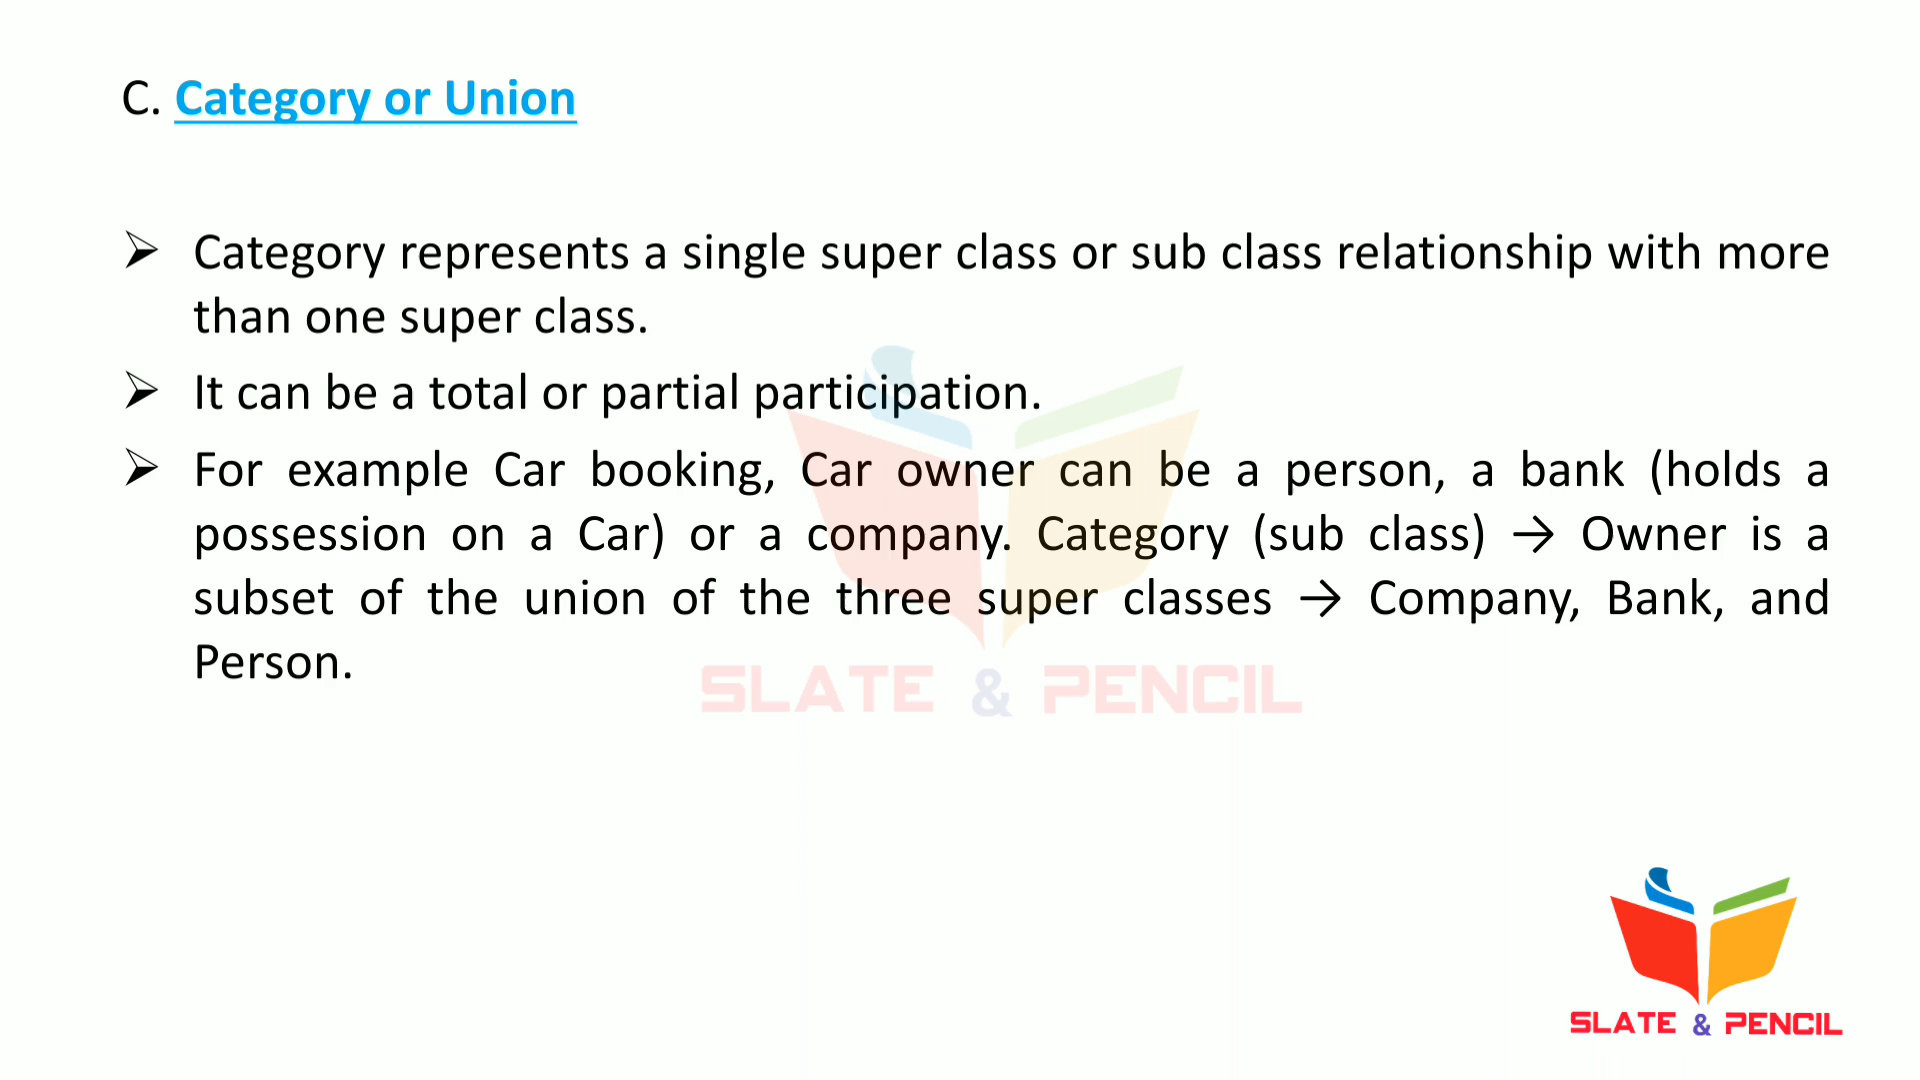 C. Category or Union
➢ Category represents a single super class or sub class relationship with more
than one super class.
➢ It can be a total or partial participation.
➢ For example Car booking, Car owner can be a person, a bank (holds a
possession on a Car) or a company. Category (sub class) → Owner is a
subset of the union of the three super classes → Company, Bank, and
Person.
SLATE & PENCIL
SLATE & PENCIL